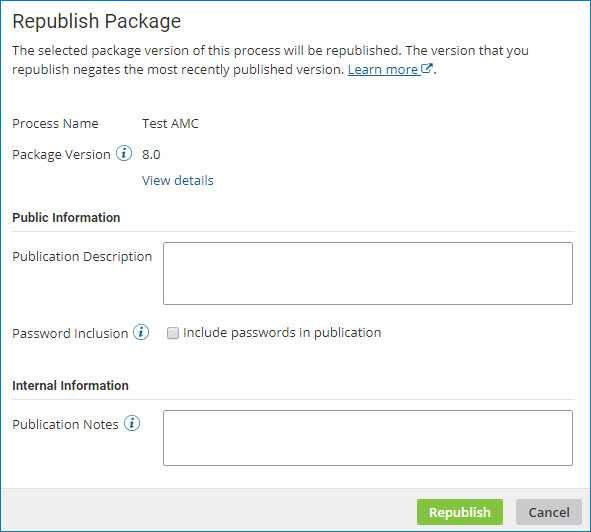 Republish Package
The selected package version of this process will be republished. The version that you
republish negates the most recently published version. Learn more.
Process Name Test AMC
Package Version i 8.0
View details
Public Information
Publication Description
Password Inclusion i Include passwords in publication
Internal Information
Publication Notes i
Republish Cancel